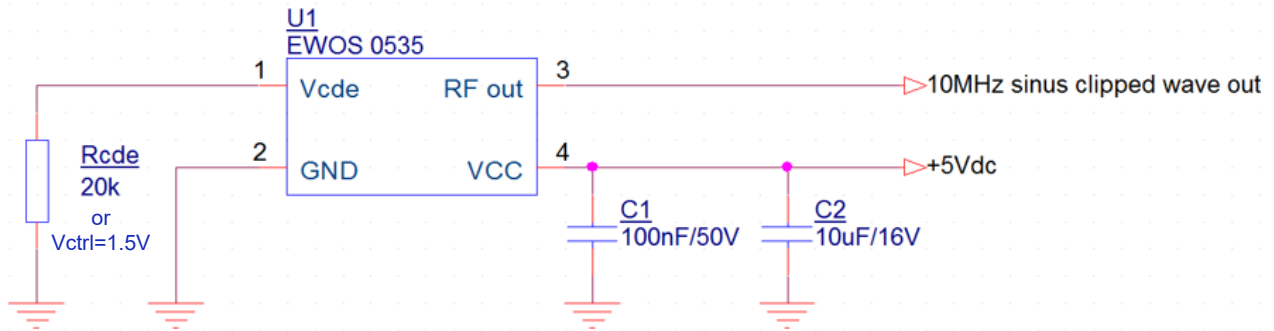 U1
EWOS 0535
1
Vcde
RF out
3
10MHz sinus clipped wave out
Rcde
20k
or
Vctrl=1.5V
2
GND
VCC
4
+5Vdc
C1
100nF/50V
C2
10uF/16V